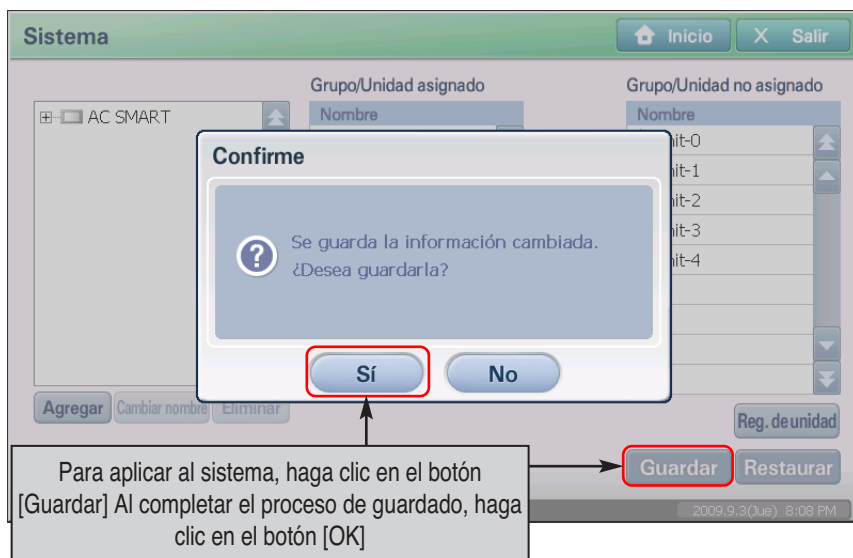 Sistema
Inicio
X Salir
Grupo/Unidad asignado
Grupo/Unidad no asignado
AC SMART
Nombre
Nombre
Confirme
nit-0
nit-1
nit-2
nit-3
nit-4
Se guarda la información cambiada.
¿Desea guardarla?
Sí
No
Agregar
Cambiar nombre
Eliminar
Reg. de unidad
Para aplicar al sistema, haga clic en el botón
[Guardar] Al completar el proceso de guardado, haga
clic en el botón [OK]
Guardar
Restaurar
2009.9.3(Jue) 8:08 PM